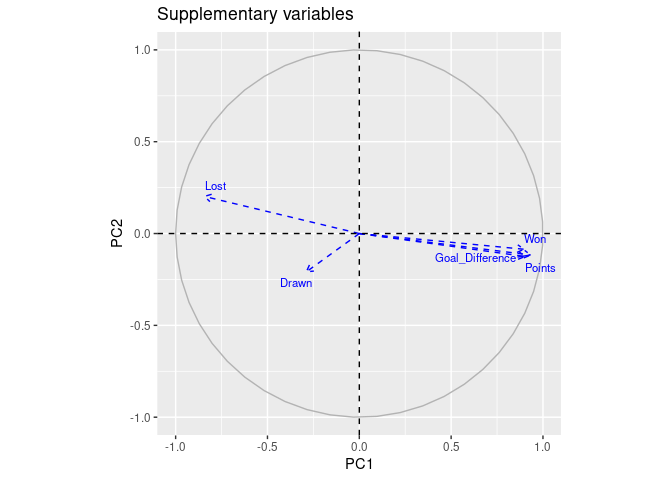 Supplementary variables
1.0
0.5
0.0
-0.5
-1.0
PC2
Lost
Won
Goal_Difference
Points
Drawn
-1.0 -0.5 0.0 0.5 1.0
PC1